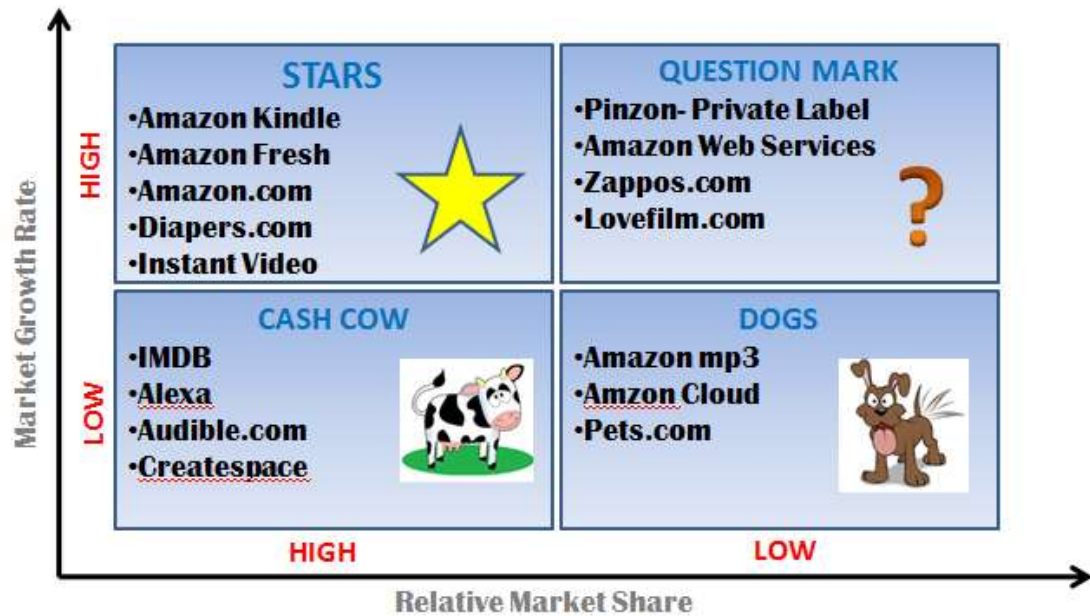 STARS
•Amazon Kindle
•Amazon Fresh
•Amazon.com
•Diapers.com
•Instant Video
QUESTION MARK
•Pinzon- Private Label
•Amazon Web Services
•Zappos.com
•Lovefilm.com
?
CASH COW
•IMDB
•Alexa
•Audible.com
•Createspace
DOGS
•Amazon mp3
•Amzon Cloud
•Pets.com
Market Growth Rate
HIGH
LOW
HIGH
LOW
Relative Market Share